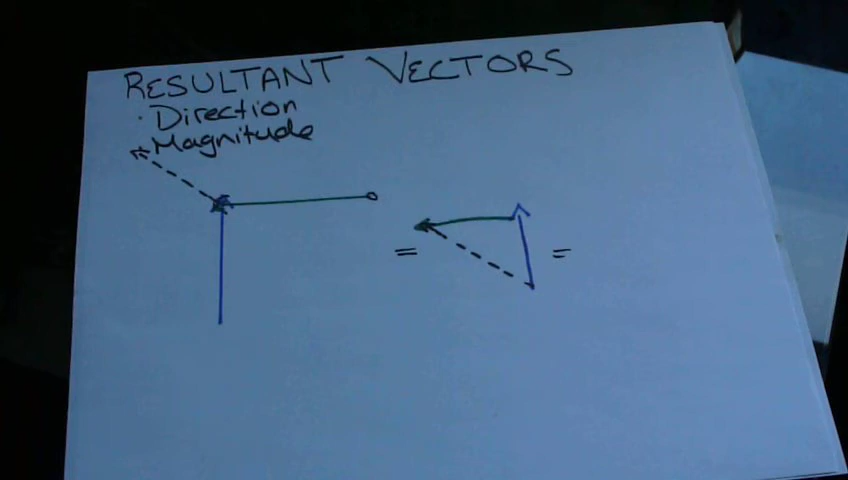 RESULTANT VECTORS
· Direction
· Magnitude
= =